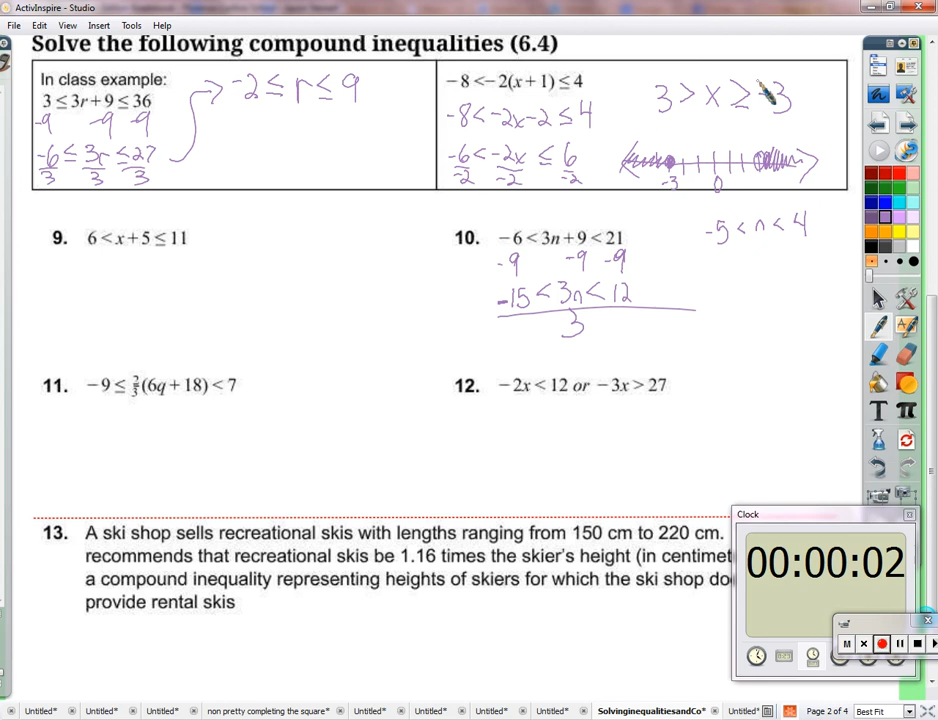 ActivInspire - Studio
File Edit View Insert Tools Help
Solve the following compound inequalities (6.4)
In class example:
3 ≤ 3r + 9 ≤ 36
-9 -9 -9
-6 ≤ 3r ≤ 27
3 3 3
-2 ≤ r ≤ 9
-8 < -2(x + 1) ≤ 4
-8 < -2x - 2 ≤ 4
-6 < -2x ≤ 6
-2 -2 -2
3 > x ≥ -3
-3 0
9. 6 < x + 5 ≤ 11
10. -6 < 3n + 9 < 21
-9 -9 -9
-15 < 3n < 12
3
-5 < n < 4
11. -9 ≤ 2/3(6q + 18) < 7
12. -2x < 12 or -3x > 27
13. A ski shop sells recreational skis with lengths ranging from 150 cm to 220 cm.
recommends that recreational skis be 1.16 times the skier's height (in centimet
a compound inequality representing heights of skiers for which the ski shop do
provide rental skis
Clock
00:00:02
M
Untitled* Untitled* Untitled* non pretty completing the square* Untitled* Untitled* Untitled* Untitled* SolvinginequalitiesandCo* Untitled* Page 2 of 4 Best Fit